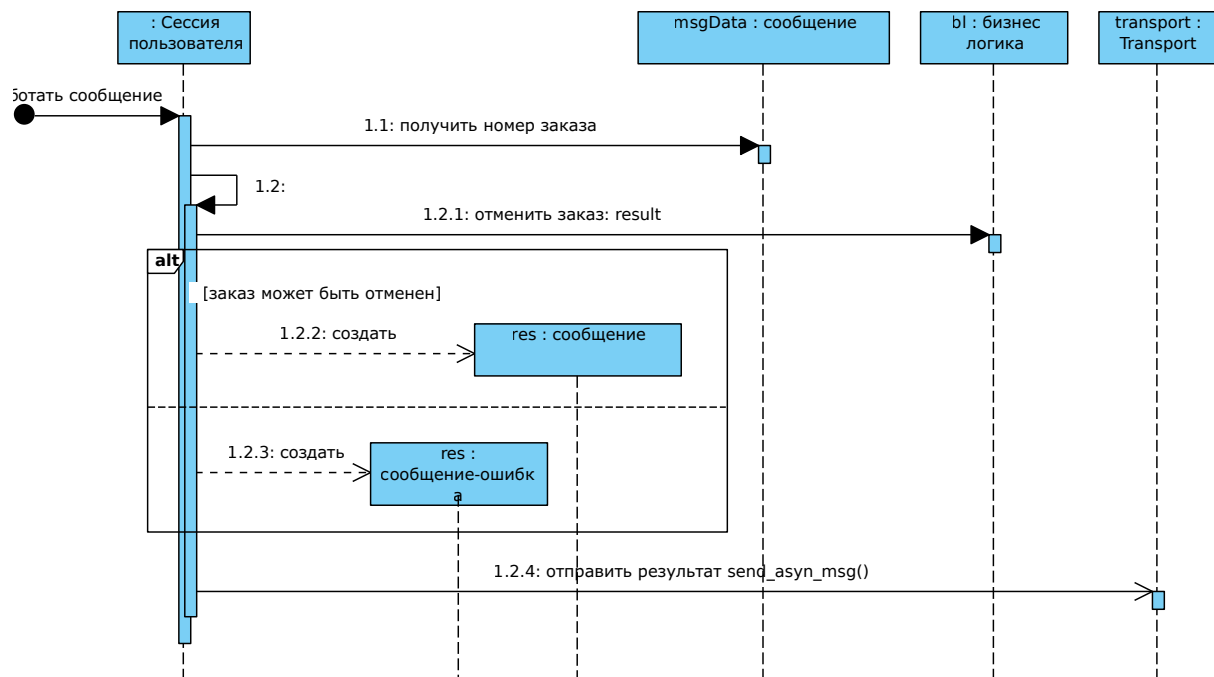 : Сессия
пользователя
msgData : сообщение
bl : бизнес
логика
transport :
Transport
сообщение
1.1: получить номер заказа
1.2:
1.2.1: отменить заказ: result
alt
[заказ может быть отменен]
1.2.2: создать
res : сообщение
1.2.3: создать
res :
сообщение-ошибк
а
1.2.4: отправить результат send_asyn_msg()